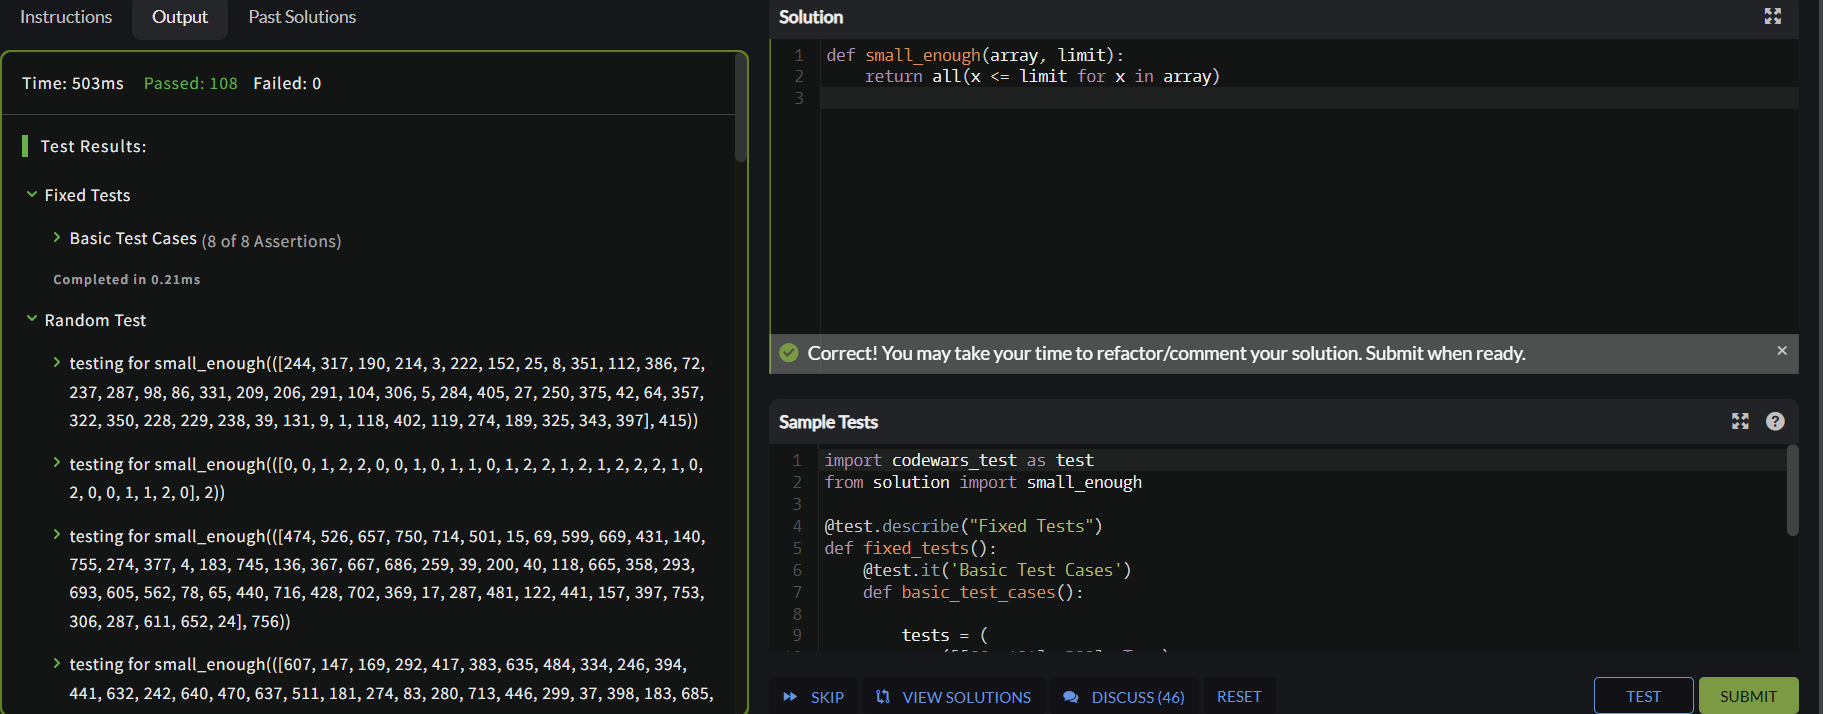 Instructions
Output
Past Solutions
Time: 503ms Passed: 108 Failed: 0
Test Results:
Fixed Tests
Basic Test Cases (8 of 8 Assertions)
Completed in 0.21ms
Random Test
testing for small_enough(([244, 317, 190, 214, 3, 222, 152, 25, 8, 351, 112, 386, 72,
237, 287, 98, 86, 331, 209, 206, 291, 104, 306, 5, 284, 405, 27, 250, 375, 42, 64, 357,
322, 350, 228, 229, 238, 39, 131, 9, 1, 118, 402, 119, 274, 189, 325, 343, 397], 415))
testing for small_enough(([0, 0, 1, 2, 2, 0, 0, 1, 0, 1, 1, 0, 1, 2, 2, 1, 2, 1, 2, 2, 2, 1, 0,
2, 0, 0, 1, 1, 2, 0], 2))
testing for small_enough(([474, 526, 657, 750, 714, 501, 15, 69, 599, 669, 431, 140,
755, 274, 377, 4, 183, 745, 136, 367, 667, 686, 259, 39, 200, 40, 118, 665, 358, 293,
693, 605, 562, 78, 65, 440, 716, 428, 702, 369, 17, 287, 481, 122, 441, 157, 397, 753,
306, 287, 611, 652, 24], 756))
testing for small_enough(([607, 147, 169, 292, 417, 383, 635, 484, 334, 246, 394,
441, 632, 242, 640, 470, 637, 511, 181, 274, 83, 280, 713, 446, 299, 37, 398, 183, 685,
Solution
1 def small_enough(array, limit):
2 return all(x <= limit for x in array)
3
Correct! You may take your time to refactor/comment your solution. Submit when ready.
Sample Tests
1 import codewars_test as test
2 from solution import small_enough
3
4 @test.describe("Fixed Tests")
5 def fixed_tests():
6 @test.it('Basic Test Cases')
7 def basic_test_cases():
8
9 tests = (
SKIP
VIEW SOLUTIONS
DISCUSS (46)
RESET
TEST
SUBMIT